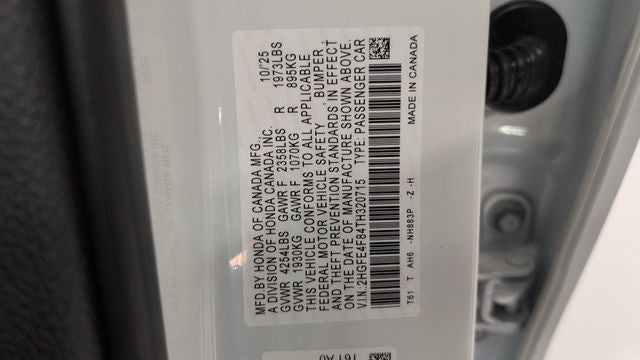 MFD.BY HONDA OF CANADA MFG. 10/'25
A DIVISION OF HONDA CANADA INC.
GVWR 4254LBS GAWR F 2358LBS R 1973LBS
GVWR 1930KG GAWR F 1070KG R 895KG
THIS VEHICLE CONFORMS TO ALL APPLICABLE
FEDERAL MOTOR VEHICLE SAFETY, BUMPER,
AND THEFT PREVENTION STANDARDS IN EFFECT
ON THE DATE OF MANUFACTURE SHOWN ABOVE.
V.I.N:2HGFE4F84TH320715 TYPE: PASSENGER CAR
T61 T AH6 -NH883P -Z -H MADE IN CANADA